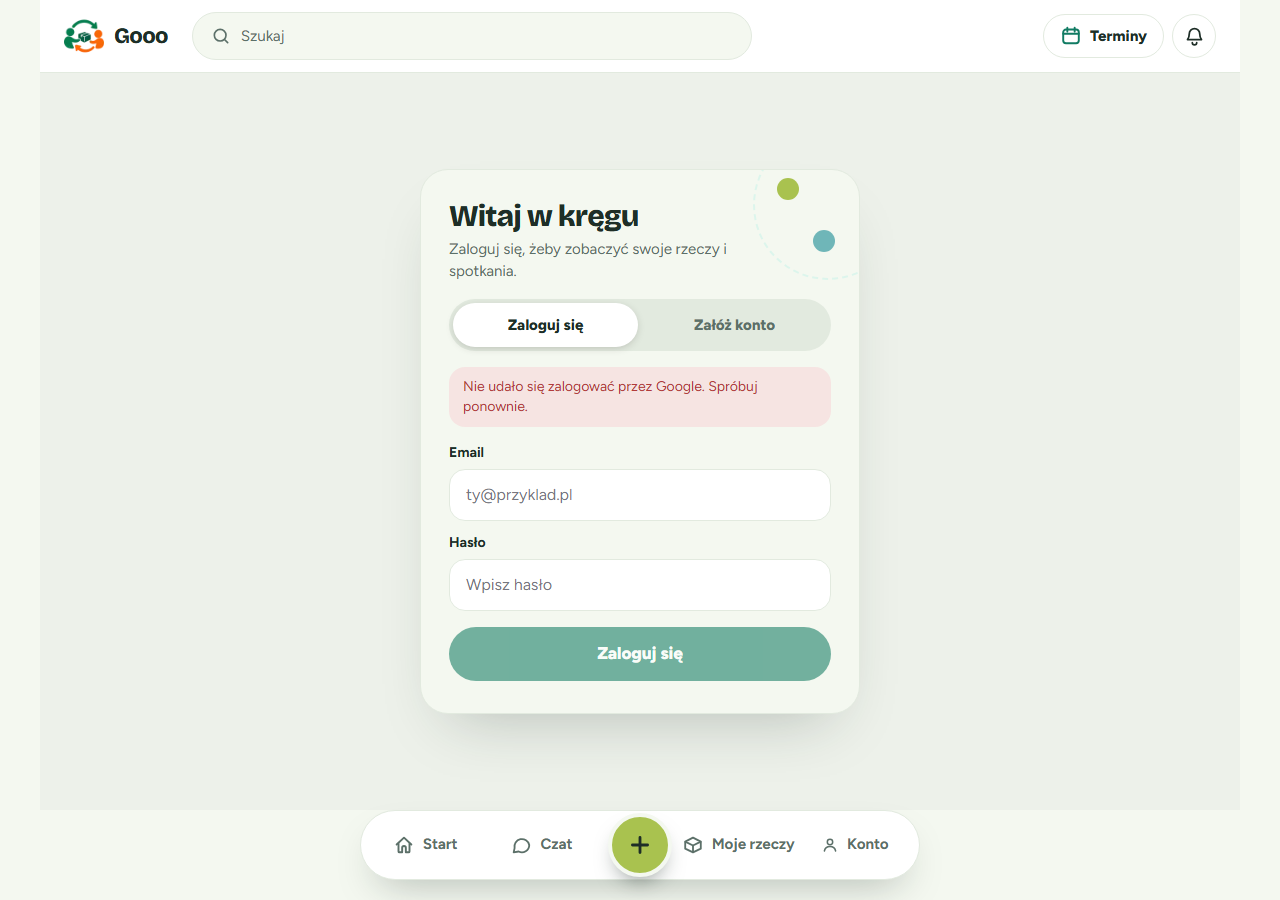 Gooo
Szukaj
Terminy
Witaj w kręgu
Zaloguj się, żeby zobaczyć swoje rzeczy i
spotkania.
Zaloguj się
Załóż konto
Nie udało się zalogować przez Google. Spróbuj
ponownie.
Email
ty@przyklad.pl
Hasło
Wpisz hasło
Zaloguj się
Start
Czat
Moje rzeczy
Konto